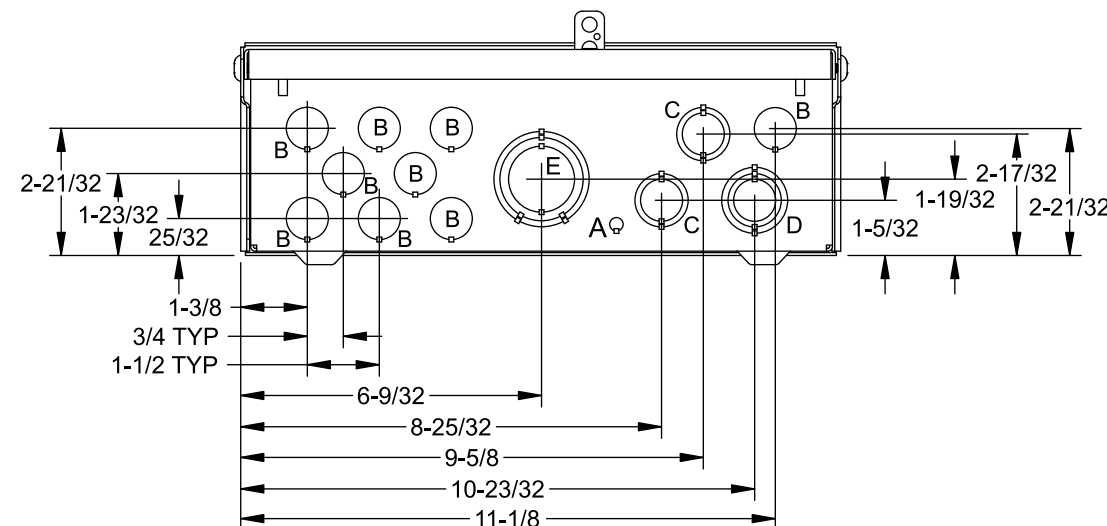 C
B
B
B
B
E
2-21/32
B
B
2-17/32
1-23/32
1-19/32
2-21/32
25/32
B
B
B
A
C
D
1-5/32
1-3/8
3/4 TYP
1-1/2 TYP
6-9/32
8-25/32
9-5/8
10-23/32
11-1/8